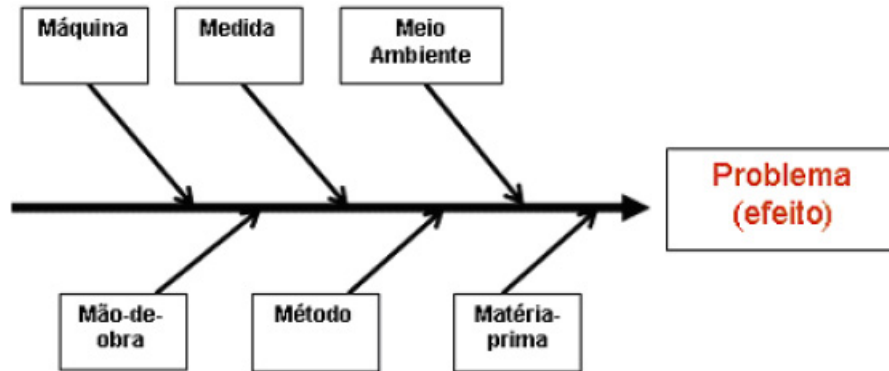 Máquina
Medida
Meio
Ambiente
Problema
(efeito)
Mão-de-
obra
Método
Matéria-
prima